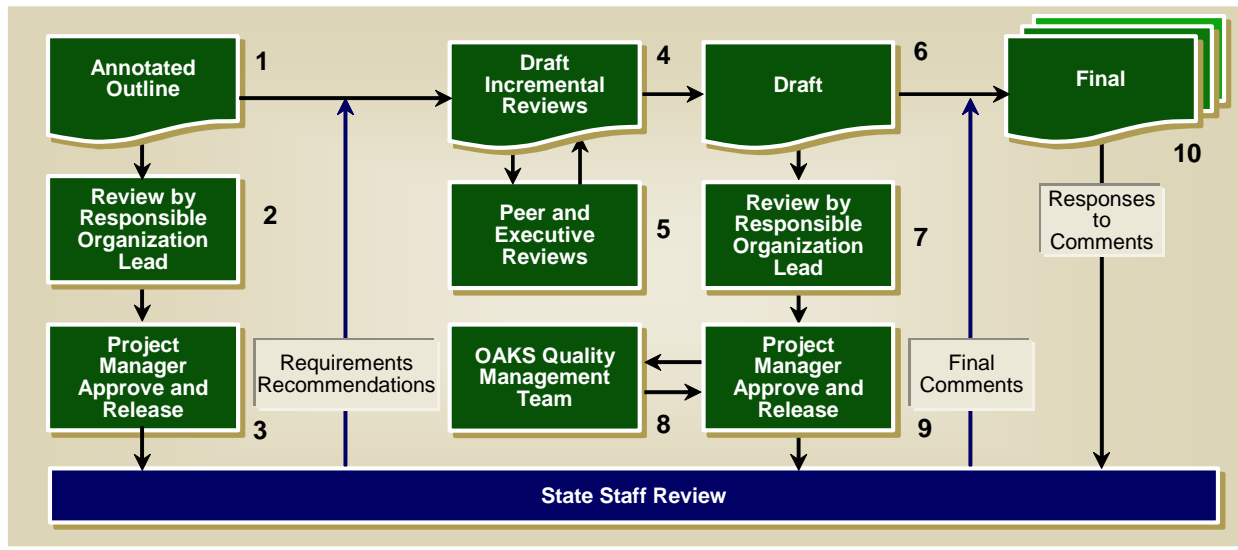 Annotated
Outline
1
Draft
Incremental
Reviews
4
Draft
6
Final
10
Review by
Responsible
Organization
Lead
2
Peer and
Executive
Reviews
5
Review by
Responsible
Organization
Lead
7
Responses
to
Comments
Project
Manager
Approve and
Release
3
Requirements
Recommendations
OAKS Quality
Management
Team
8
Project
Manager
Approve and
Release
9
Final
Comments
State Staff Review